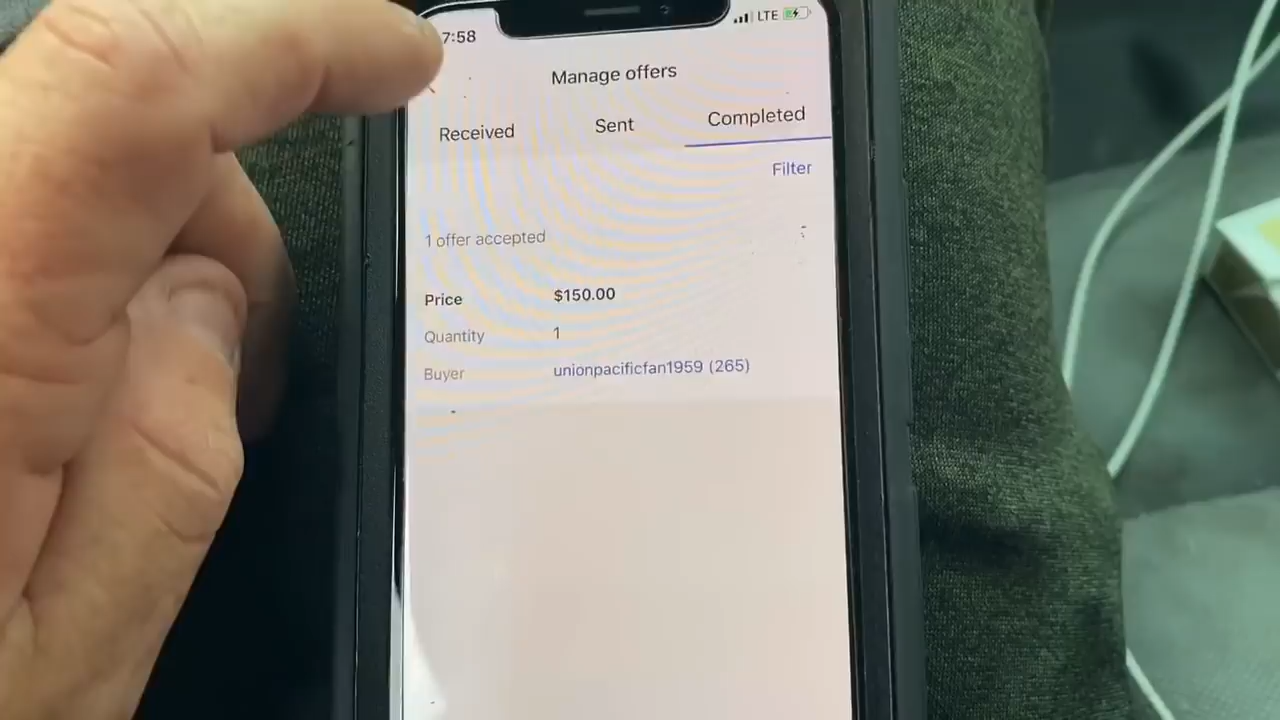 7:58
LTE
Manage offers
Received Sent Completed
Filter
1 offer accepted
Price $150.00
Quantity 1
Buyer unionpacificfan1959 (265)